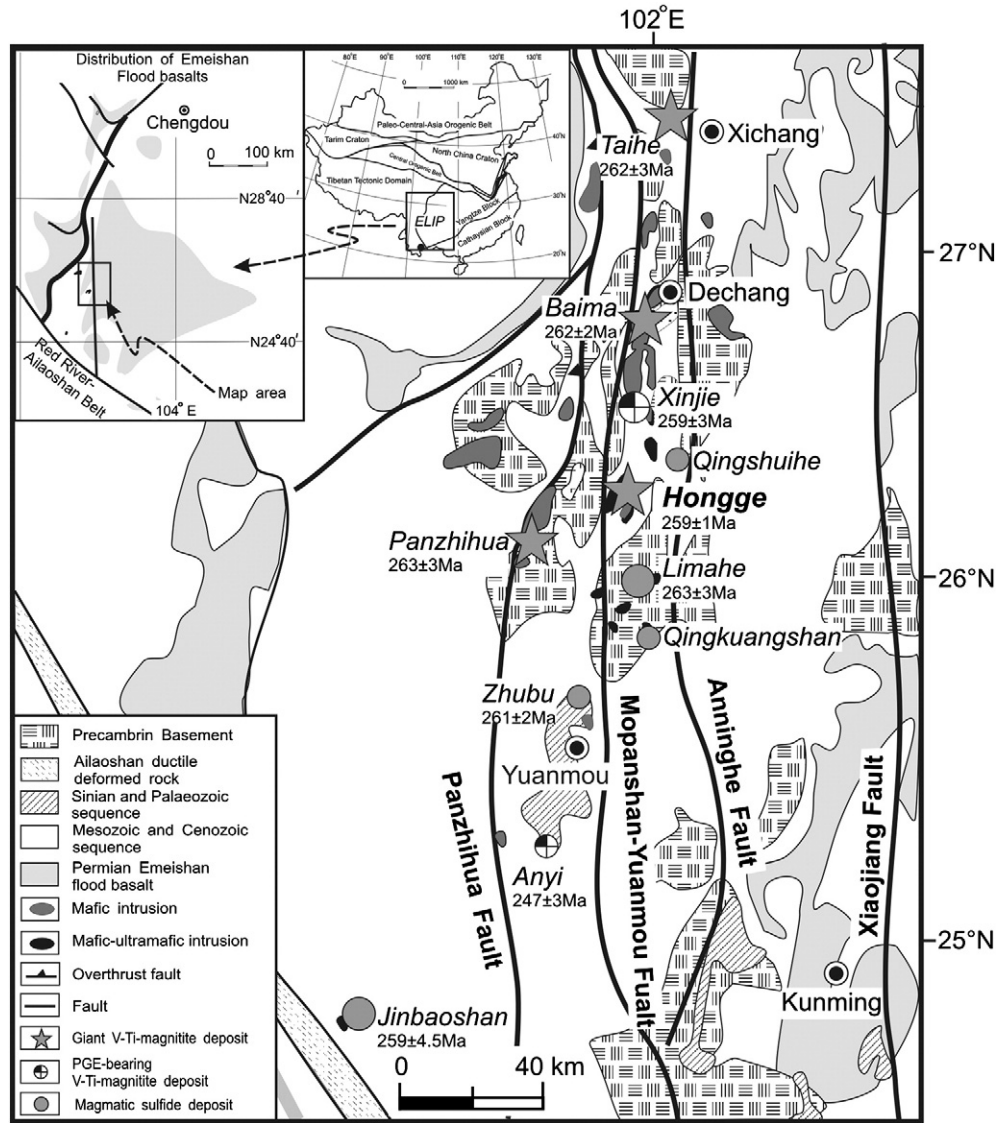 102°E
Distribution of Emeishan
Flood basalts
Chengdou
0 100 km
N28°40'
N24°40'
Red River-
Ailaoshan Belt
104° E
Map area
80°E 90°E 100°E 110°E 120°E 130°E
0 1000 km
Paleo-Central-Asia Orogenic Belt
40°N
Tarim Craton
North China Craton
Central Orogenic Belt
Tibetan Tectonic Domain
30°N
ELIP
Yangtze Block
Cathaysian Block
20°N
Taihe
262±3Ma
Xichang
27°N
Baima
262±2Ma
Dechang
Xinjie
259±3Ma
Qingshuihe
Hongge
259±1Ma
Panzhihua
263±3Ma
Limahe
263±3Ma
26°N
Qingkuangshan
Zhubu
261±2Ma
Yuanmou
Anyi
247±3Ma
Panzhihua Fault
Mopanshan-Yuanmou Fualt
Anninghe Fault
Xiaojiang Fault
25°N
Kunming
Jinbaoshan
259±4.5Ma
0 40 km
Precambrin Basement
Ailaoshan ductile
deformed rock
Sinian and Palaeozoic
sequence
Mesozoic and Cenozoic
sequence
Permian Emeishan
flood basalt
Mafic intrusion
Mafic-ultramafic intrusion
Overthrust fault
Fault
Giant V-Ti-magnitite deposit
PGE-bearing
V-Ti-magnitite deposit
Magmatic sulfide deposit